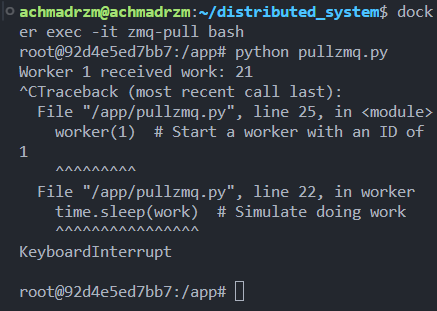 achmadrzm@achmadrzm:~/distributed_system$ dock
er exec -it zmq-pull bash
root@92d4e5ed7bb7:/app# python pullzmq.py
Worker 1 received work: 21
^CTraceback (most recent call last):
  File "/app/pullzmq.py", line 25, in <module>
    worker(1)  # Start a worker with an ID of
1
    ^^^^^^^^^
  File "/app/pullzmq.py", line 22, in worker
    time.sleep(work)  # Simulate doing work
    ^^^^^^^^^^^^^^^^
KeyboardInterrupt

root@92d4e5ed7bb7:/app#